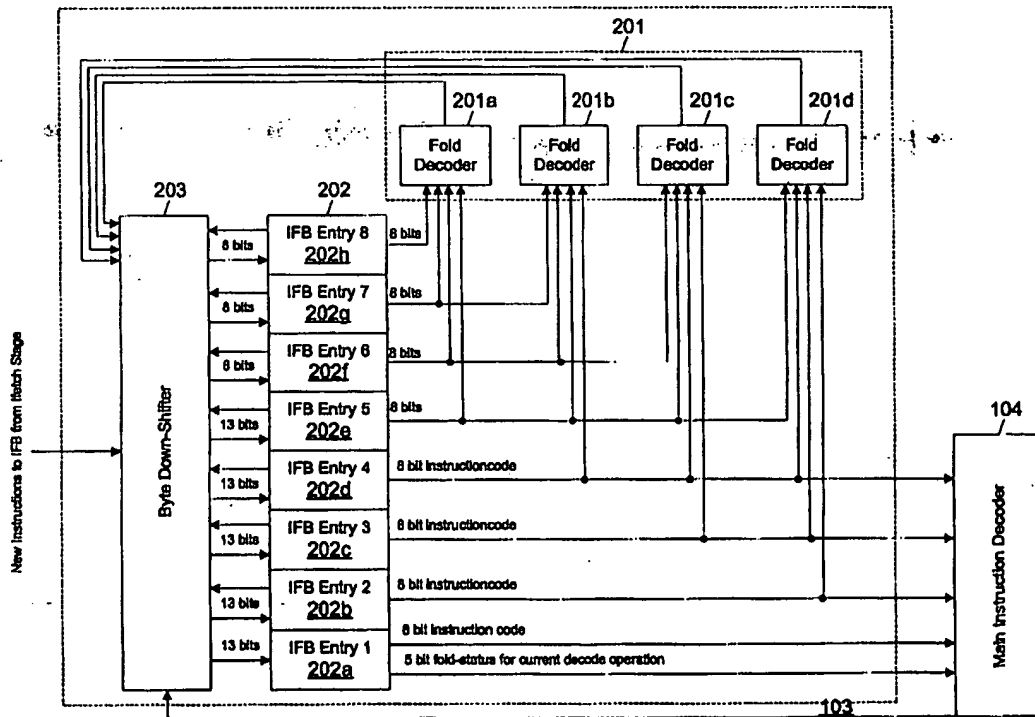 201
201a
201b
201c
201d
Fold
Decoder
Fold
Decoder
Fold
Decoder
Fold
Decoder
203
202
IFB Entry 8
202h
8 bits
8 bits
IFB Entry 7
202g
8 bits
8 bits
IFB Entry 6
202f
8 bits
8 bits
IFB Entry 5
202e
13 bits
8 bits
IFB Entry 4
202d
13 bits
8 bit instructioncode
IFB Entry 3
202c
13 bits
8 bit instructioncode
IFB Entry 2
202b
13 bits
8 bit instructioncode
IFB Entry 1
202a
13 bits
8 bit instruction code
5 bit fold-status for current decode operation
New Instructions to IFB from Ifetch Stage
Byte Down-Shifter
104
Main Instruction Decoder
103